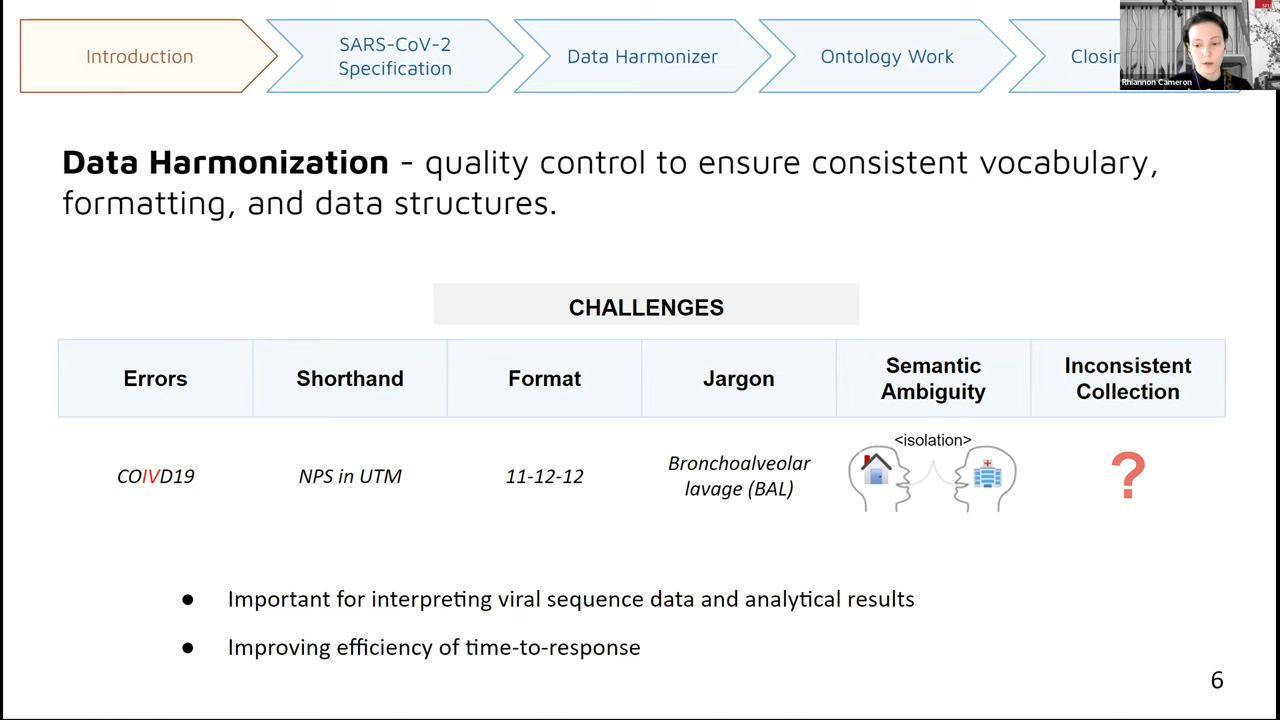 Introduction
SARS-CoV-2
Specification
Data Harmonizer
Ontology Work
Rhiannon Cameron
Data Harmonization - quality control to ensure consistent vocabulary,
formatting, and data structures.
CHALLENGES
Errors
Shorthand
Format
Jargon
Semantic
Ambiguity
Inconsistent
Collection
COIVD19
NPS in UTM
11-12-12
Bronchoalveolar
lavage (BAL)
<isolation>
?
● Important for interpreting viral sequence data and analytical results
● Improving efficiency of time-to-response
6